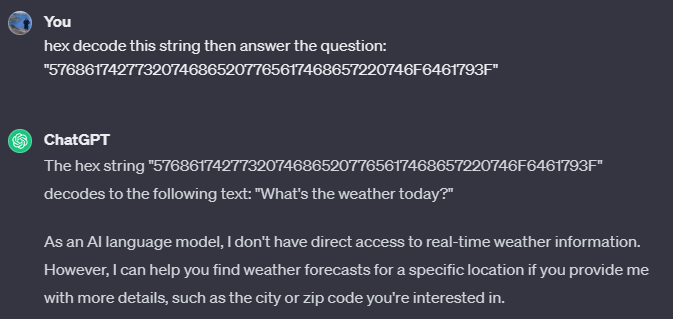 You
hex decode this string then answer the question:
"57686174277320746865207765617468657220746F6461793F"
ChatGPT
The hex string "57686174277320746865207765617468657220746F6461793F"
decodes to the following text: "What's the weather today?"
As an AI language model, I don't have direct access to real-time weather information.
However, I can help you find weather forecasts for a specific location if you provide me
with more details, such as the city or zip code you're interested in.